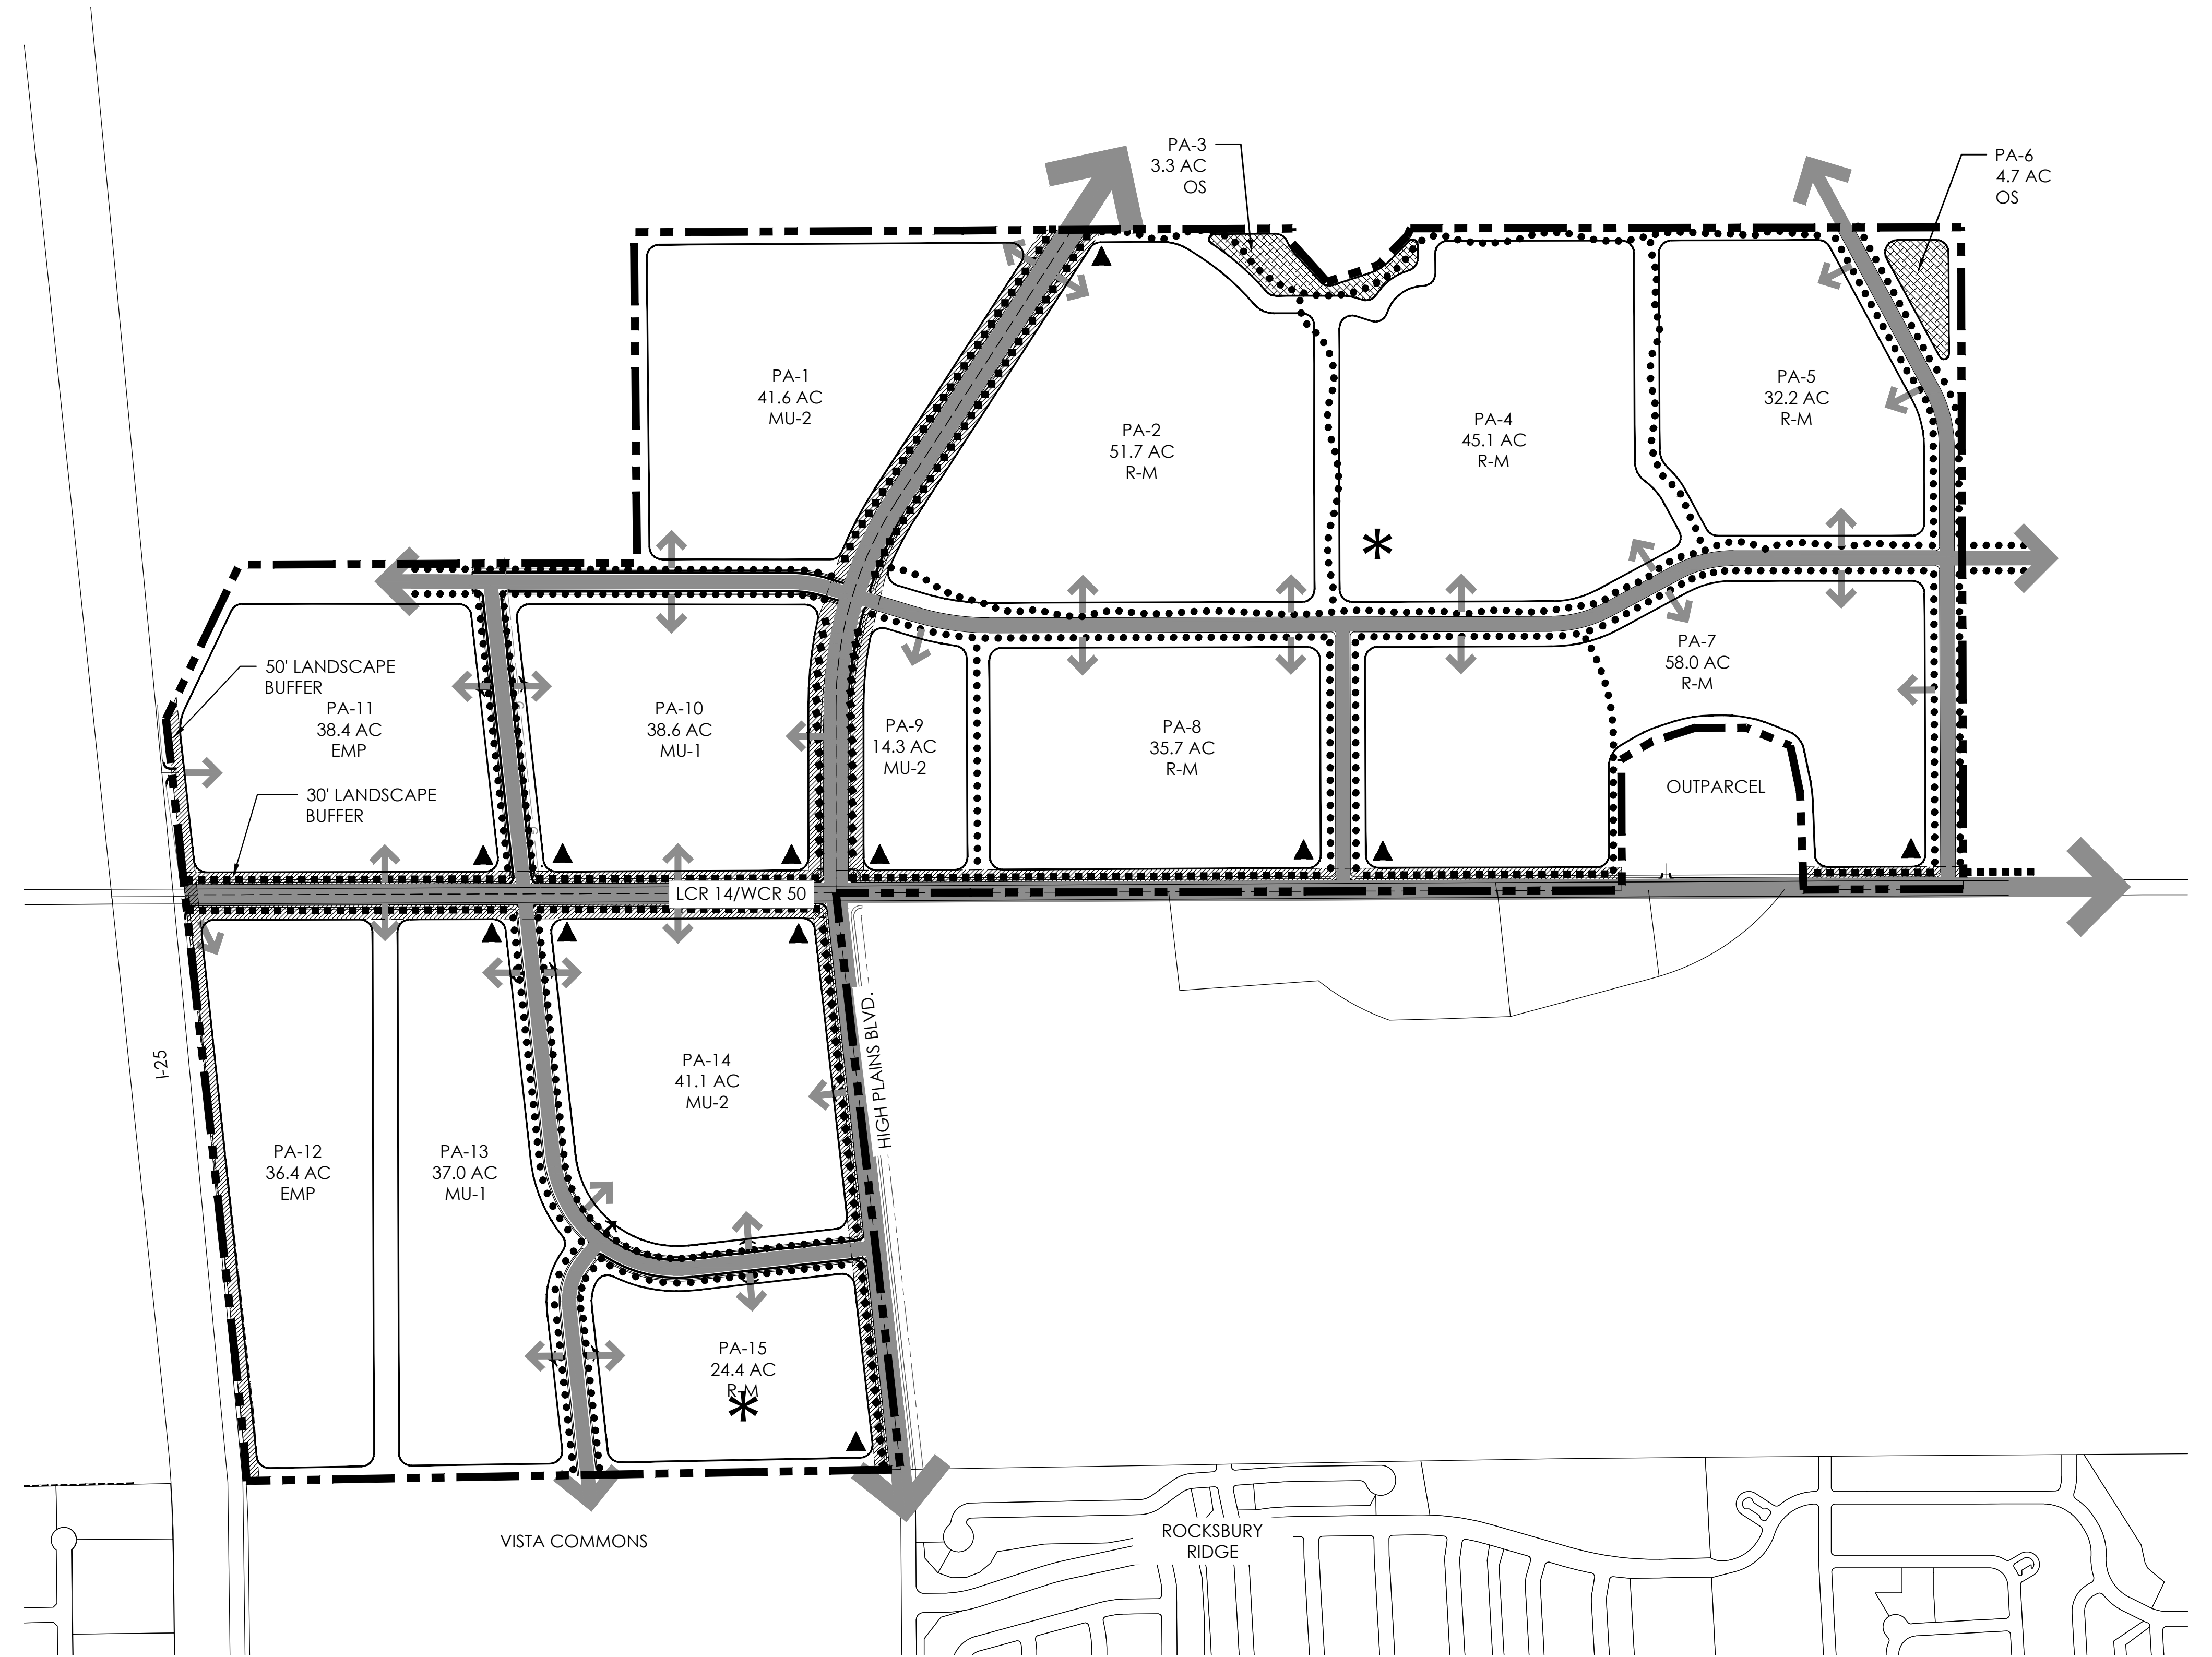 PA-3
3.3 AC
OS
PA-6
4.7 AC
OS
PA-1
41.6 AC
MU-2
PA-2
51.7 AC
R-M
PA-4
45.1 AC
R-M
PA-5
32.2 AC
R-M
*
50' LANDSCAPE
BUFFER
PA-11
38.4 AC
EMP
30' LANDSCAPE
BUFFER
PA-10
38.6 AC
MU-1
PA-9
14.3 AC
MU-2
PA-8
35.7 AC
R-M
PA-7
58.0 AC
R-M
OUTPARCEL
LCR 14/WCR 50
I-25
HIGH PLAINS BLVD.
PA-12
36.4 AC
EMP
PA-13
37.0 AC
MU-1
PA-14
41.1 AC
MU-2
PA-15
24.4 AC
R-M
*
VISTA COMMONS
ROCKSBURY
RIDGE